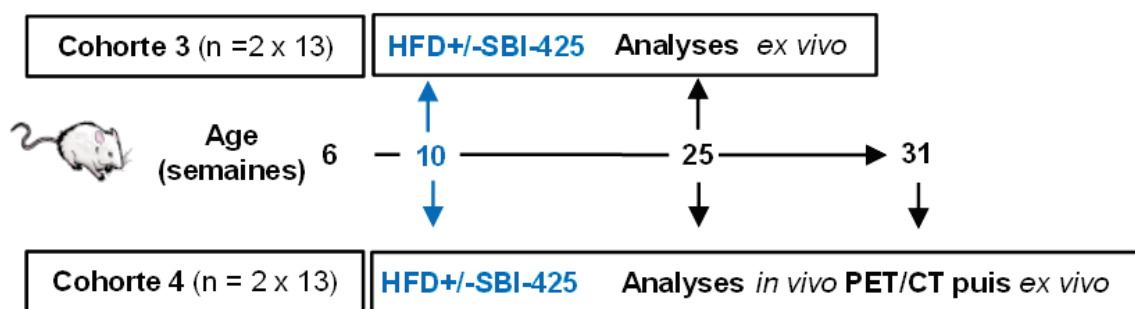 Cohorte 3 (n =2 x 13) HFD+/-SBI-425 Analyses ex vivo
Age
(semaines) 6 10 25 31
Cohorte 4 (n = 2 x 13) HFD+/-SBI-425 Analyses in vivo PET/CT puis ex vivo